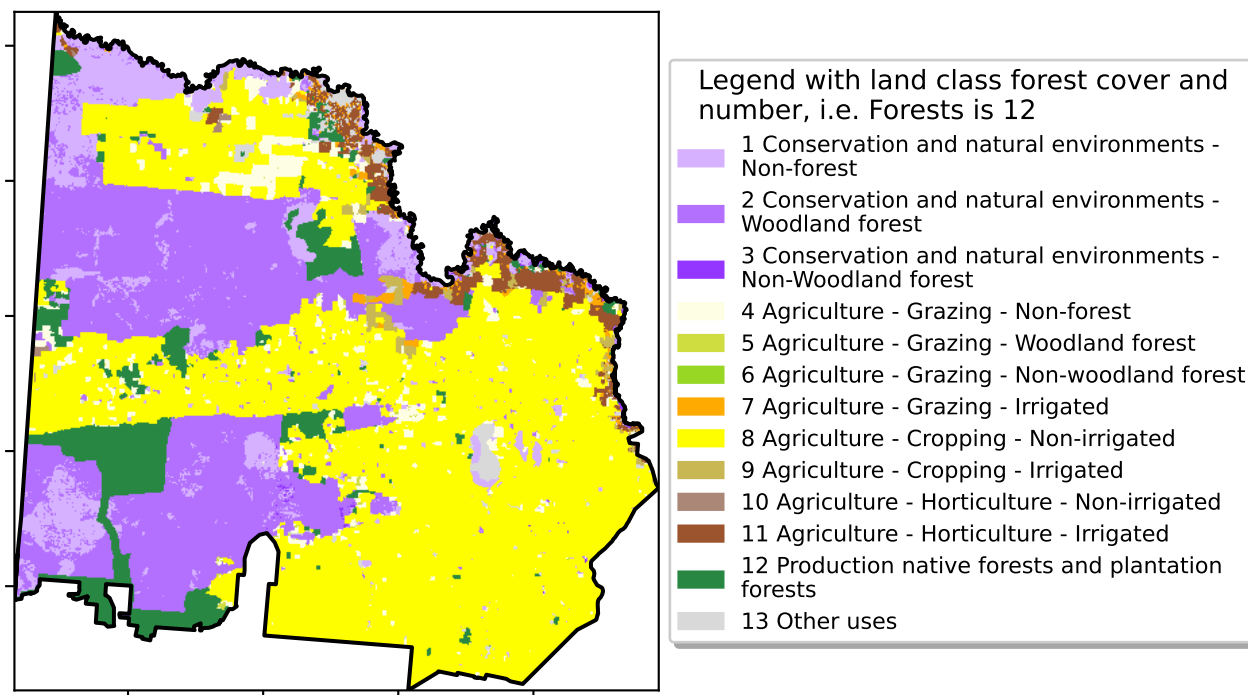 Legend with land class forest cover and
number, i.e. Forests is 12
1 Conservation and natural environments -
Non-forest
2 Conservation and natural environments -
Woodland forest
3 Conservation and natural environments -
Non-Woodland forest
4 Agriculture - Grazing - Non-forest
5 Agriculture - Grazing - Woodland forest
6 Agriculture - Grazing - Non-woodland forest
7 Agriculture - Grazing - Irrigated
8 Agriculture - Cropping - Non-irrigated
9 Agriculture - Cropping - Irrigated
10 Agriculture - Horticulture - Non-irrigated
11 Agriculture - Horticulture - Irrigated
12 Production native forests and plantation
forests
13 Other uses